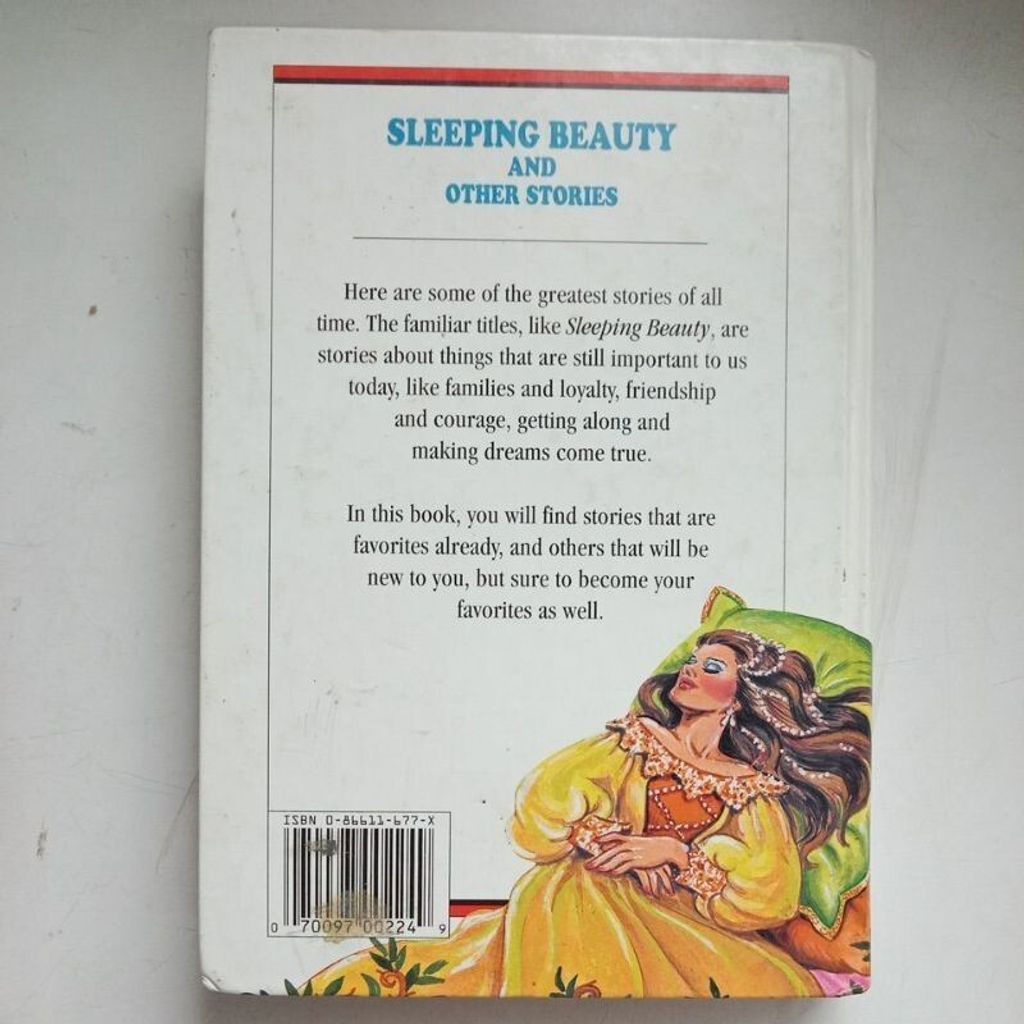 SLEEPING BEAUTY
AND
OTHER STORIES
Here are some of the greatest stories of all
time. The familiar titles, like Sleeping Beauty, are
stories about things that are still important to us
today, like families and loyalty, friendship
and courage, getting along and
making dreams come true.
In this book, you will find stories that are
favorites already, and others that will be
new to you, but sure to become your
favorites as well.
ISBN 0-86611-677-X
0 70097 00224 9